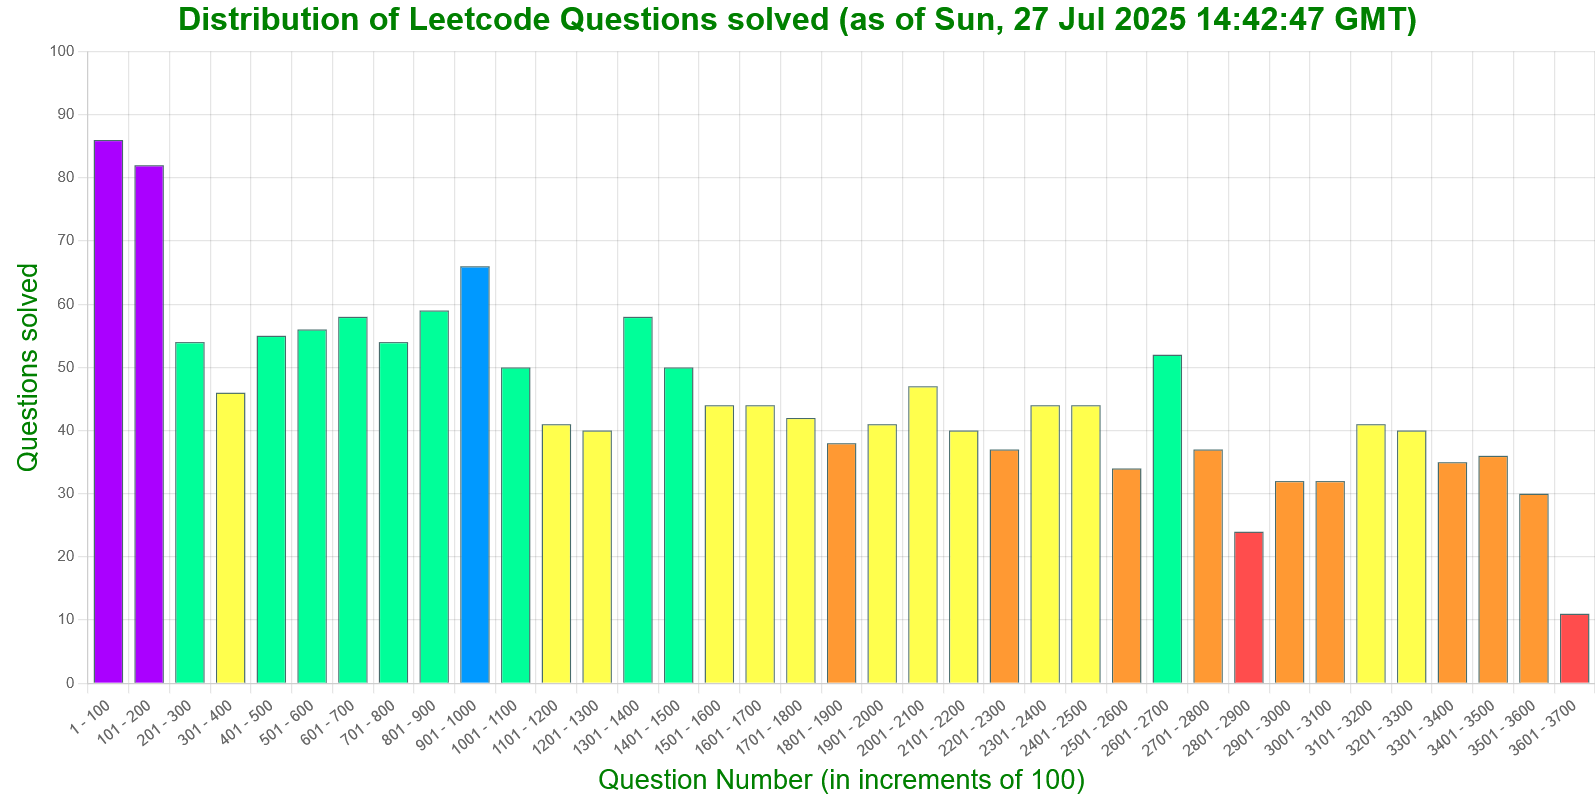 Distribution of Leetcode Questions solved (as of Sun, 27 Jul 2025 14:42:47 GMT)
Questions solved
100
90
80
70
60
50
40
30
20
10
0
1 - 100
101 - 200
201 - 300
301 - 400
401 - 500
501 - 600
601 - 700
701 - 800
801 - 900
901 - 1000
1001 - 1100
1101 - 1200
1201 - 1300
1301 - 1400
1401 - 1500
1501 - 1600
1601 - 1700
1701 - 1800
1801 - 1900
1901 - 2000
2001 - 2100
2101 - 2200
2201 - 2300
2301 - 2400
2401 - 2500
2501 - 2600
2601 - 2700
2701 - 2800
2801 - 2900
2901 - 3000
3001 - 3100
3101 - 3200
3201 - 3300
3301 - 3400
3401 - 3500
3501 - 3600
3601 - 3700
Question Number (in increments of 100)